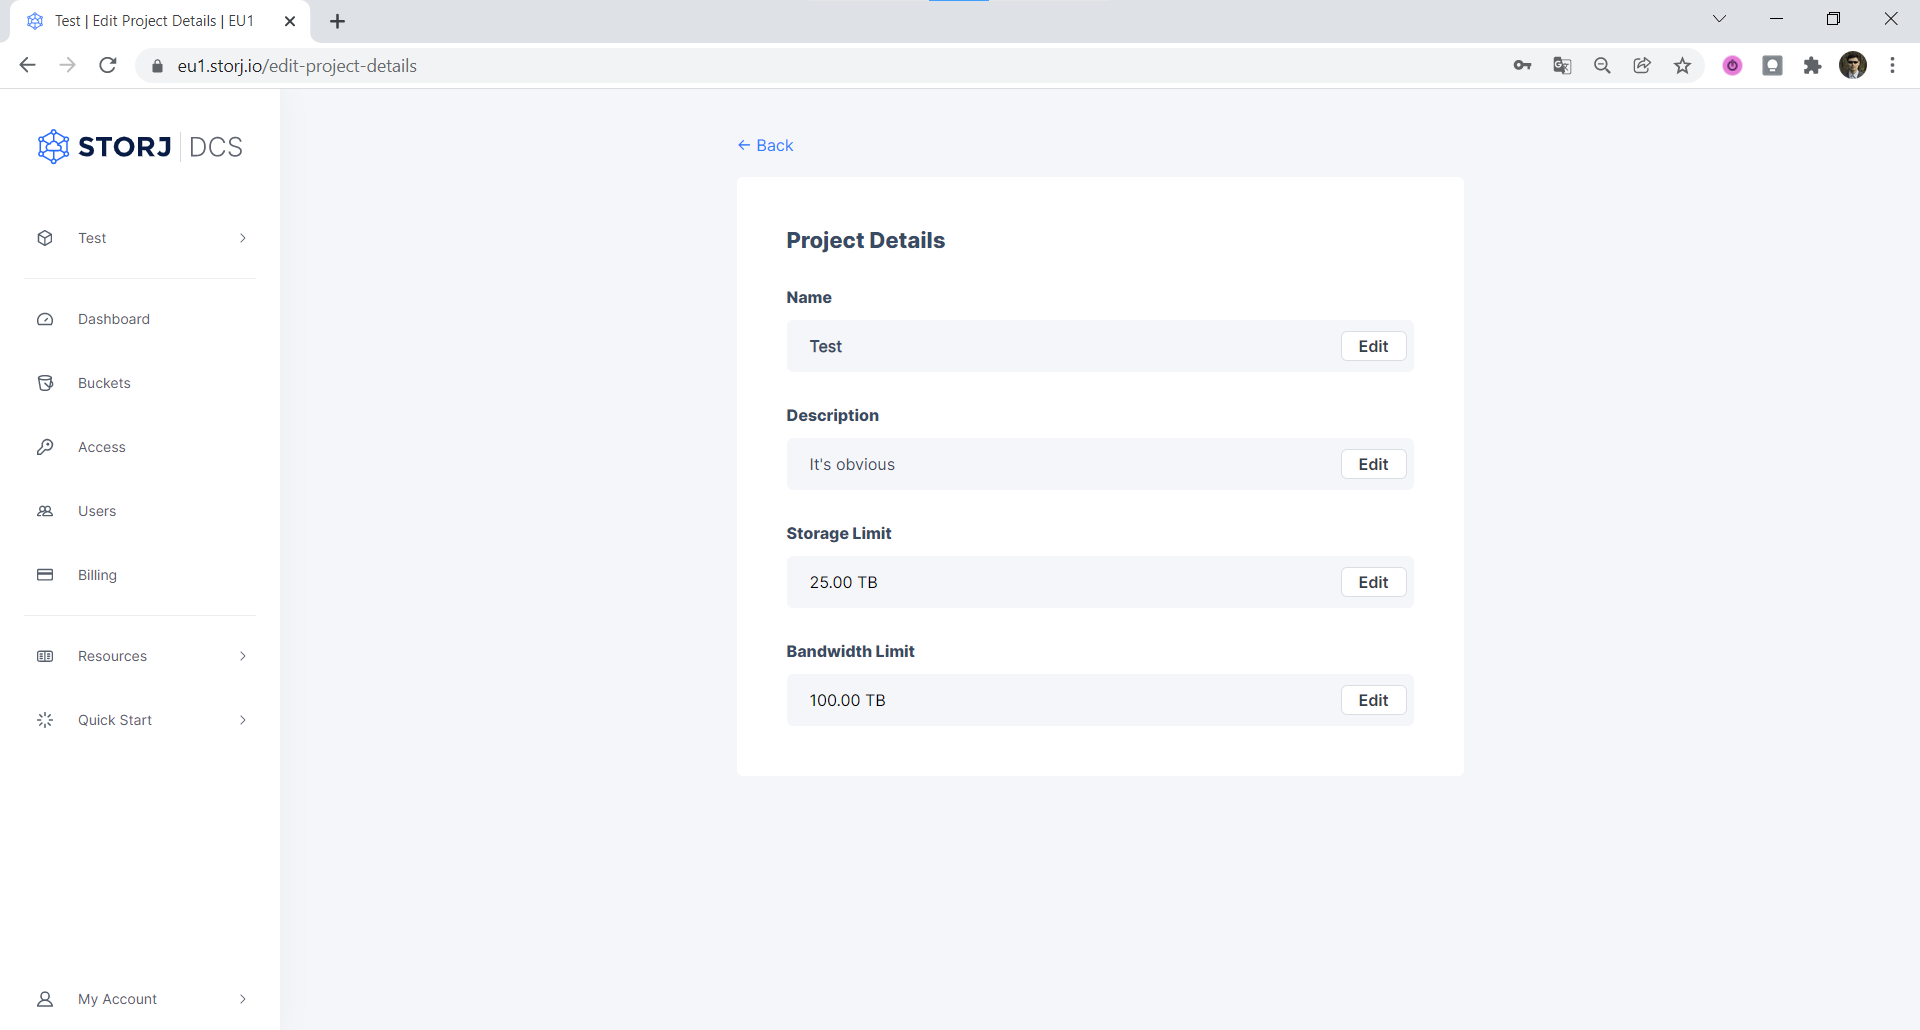 Test | Edit Project Details | EU1
eu1.storj.io/edit-project-details
STORJ DCS
Test
Dashboard
Buckets
Access
Users
Billing
Resources
Quick Start
My Account
← Back
Project Details
Name
Test Edit
Description
It's obvious Edit
Storage Limit
25.00 TB Edit
Bandwidth Limit
100.00 TB Edit